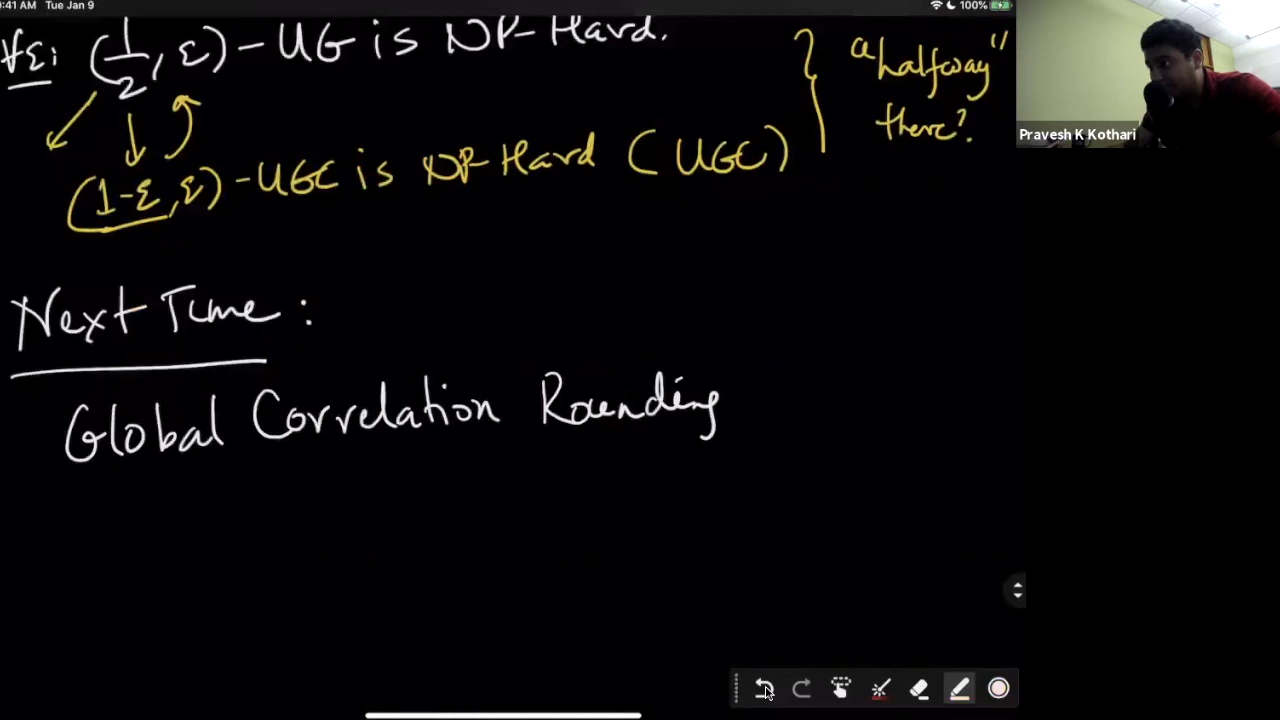 :41 AM Tue Jan 9
100%
∀ε: (1/2, ε) - UG is NP-Hard.
"halfway" there?
(1-ε, ε) - UGC is NP-Hard (UGC)
Pravesh K Kothari
Next Time:
Global Correlation Rounding